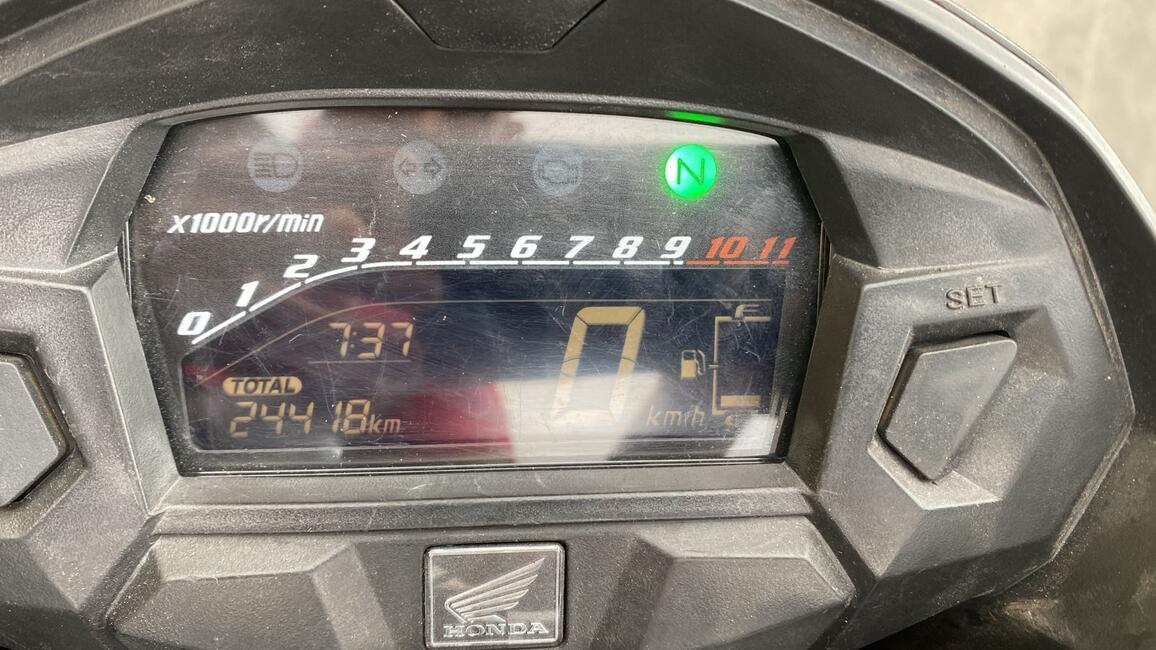 N
x1000r/min
0 1 2 3 4 5 6 7 8 9 10 11
SET
7:37
0
F
TOTAL
24418km
km/h
HONDA